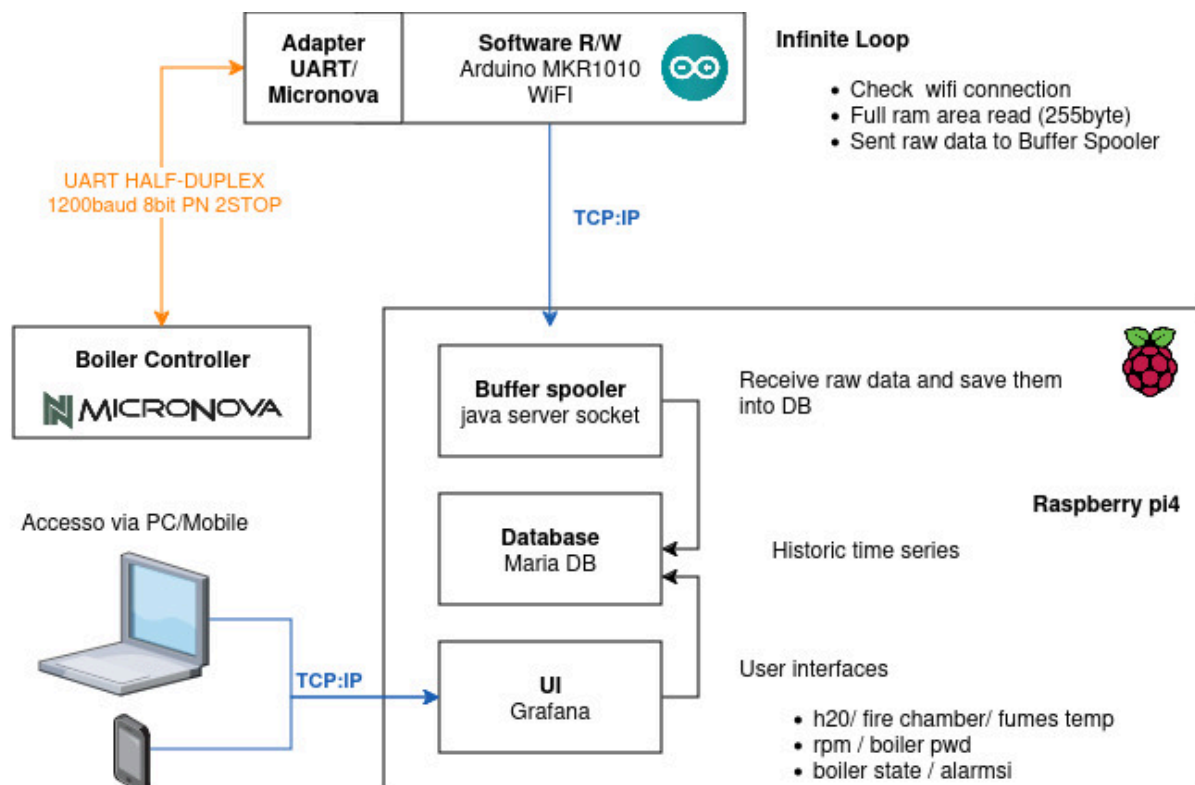 Adapter
UART/
Micronova
Software R/W
Arduino MKR1010
WiFI
Infinite Loop
• Check wifi connection
• Full ram area read (255byte)
• Sent raw data to Buffer Spooler
UART HALF-DUPLEX
1200baud 8bit PN 2STOP
TCP:IP
Boiler Controller
MICRONOVA
Buffer spooler
java server socket
Receive raw data and save them
into DB
Raspberry pi4
Database
Maria DB
Historic time series
Accesso via PC/Mobile
TCP:IP
UI
Grafana
User interfaces
• h20/ fire chamber/ fumes temp
• rpm / boiler pwd
• boiler state / alarmsi